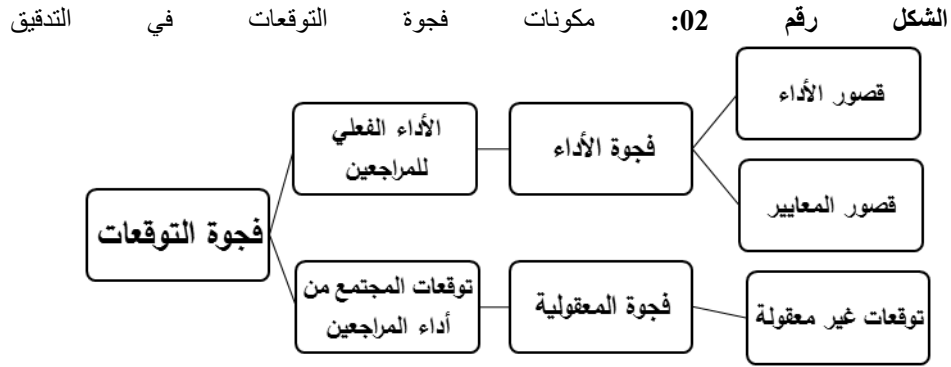 الشكل رقم 02: مكونات فجوة التوقعات في التدقيق
قصور الأداء
الأداء الفعلي
للمراجعين
فجوة الأداء
قصور المعايير
فجوة التوقعات
توقعات المجتمع من
أداء المراجعين
فجوة المعقولية
توقعات غير معقولة